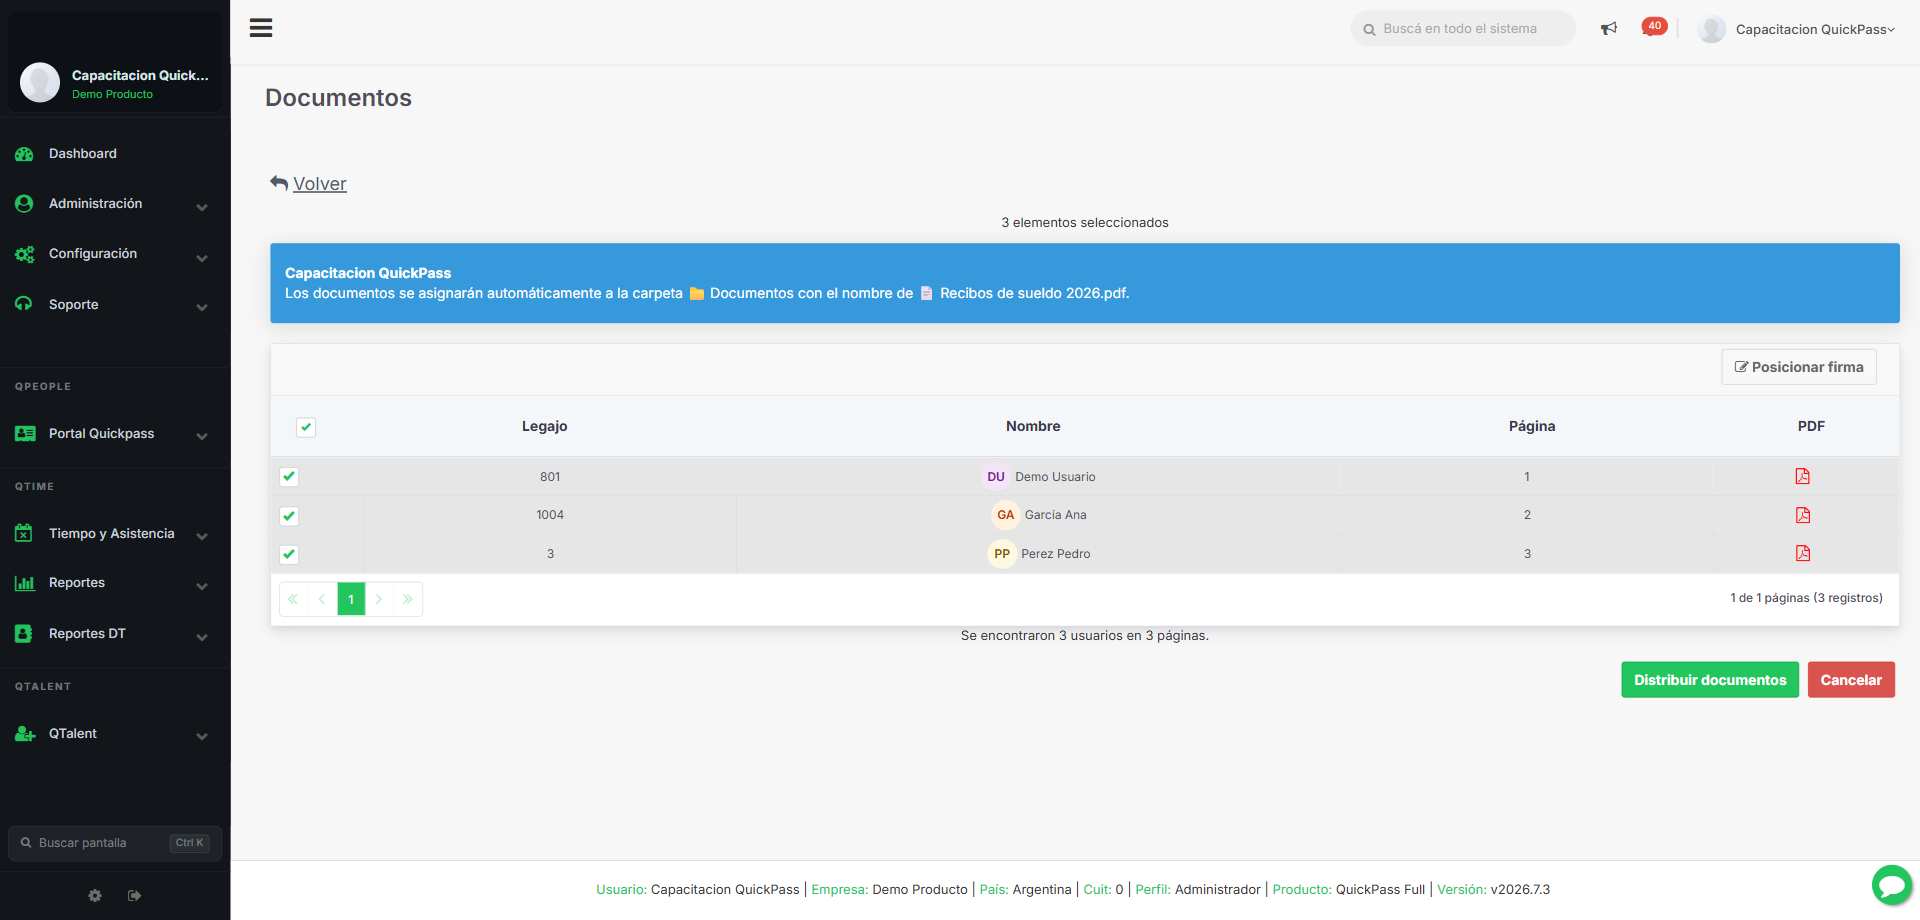 Capacitacion Quick...
Demo Producto
Dashboard
Administración
Configuración
Soporte
QPEOPLE
Portal Quickpass
QTIME
Tiempo y Asistencia
Reportes
Reportes DT
QTALENT
QTalent
Buscar pantalla Ctrl K
Buscá en todo el sistema
40
Capacitacion QuickPass
Documentos
Volver
3 elementos seleccionados
Capacitacion QuickPass
Los documentos se asignarán automáticamente a la carpeta Documentos con el nombre de Recibos de sueldo 2026.pdf.
Posicionar firma
Legajo Nombre Página PDF
801 DU Demo Usuario 1
1004 GA García Ana 2
3 PP Perez Pedro 3
« ‹ 1 › »
1 de 1 páginas (3 registros)
Se encontraron 3 usuarios en 3 páginas.
Distribuir documentos Cancelar
Usuario: Capacitacion QuickPass | Empresa: Demo Producto | País: Argentina | Cuit: 0 | Perfil: Administrador | Producto: QuickPass Full | Versión: v2026.7.3